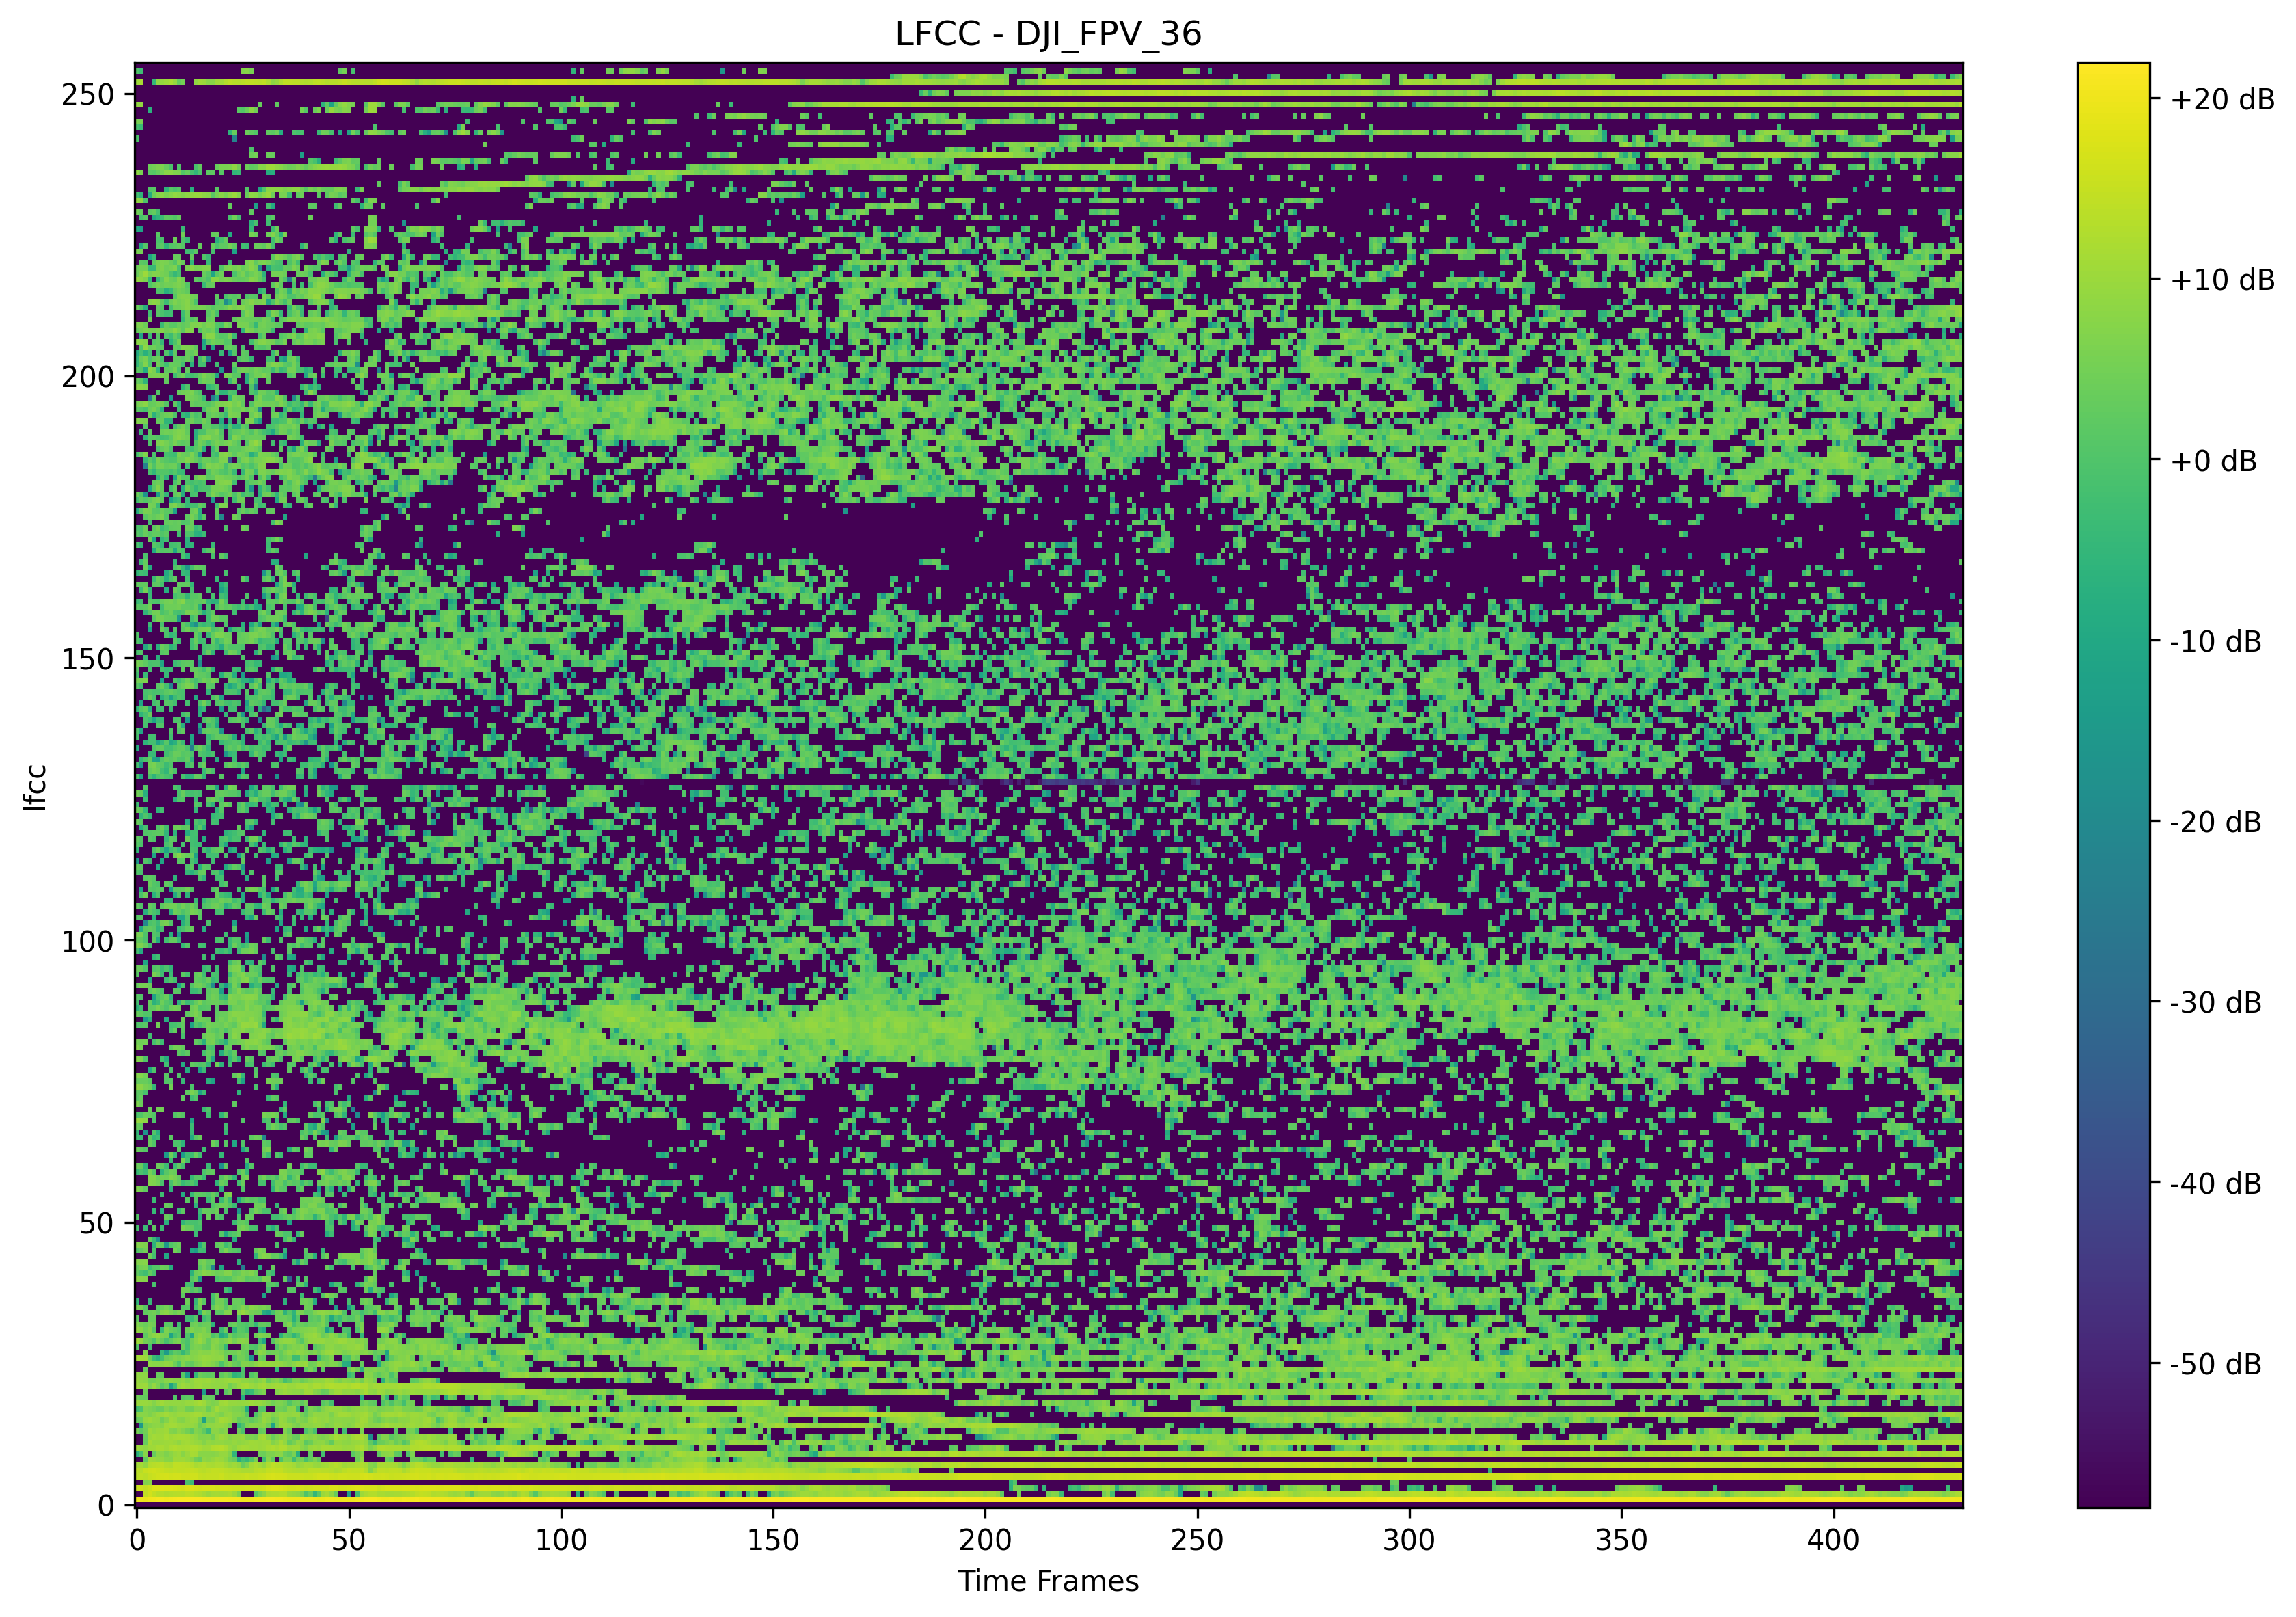 LFCC - DJI_FPV_36
250
200
150
100
50
0
lfcc
0 50 100 150 200 250 300 350 400
Time Frames
+20 dB
+10 dB
+0 dB
-10 dB
-20 dB
-30 dB
-40 dB
-50 dB